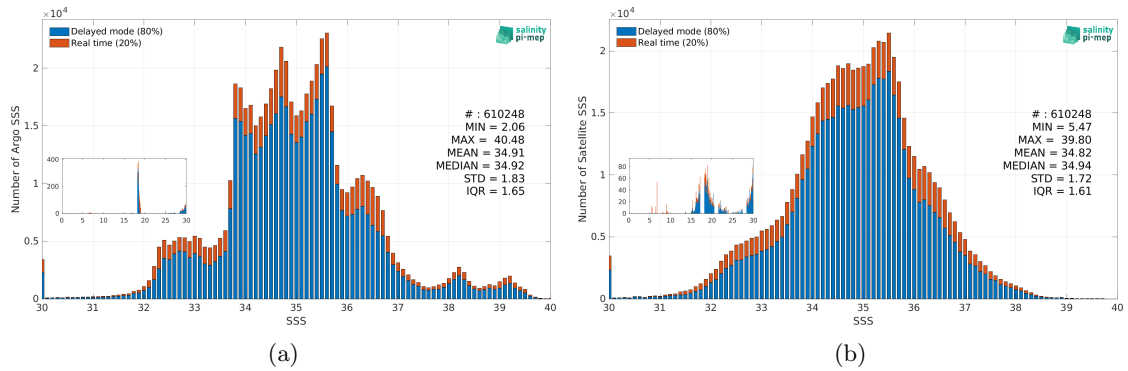 ×10⁴
Delayed mode (80%)
Real time (20%)
salinity
pi-mep
2
1.5
1
0.5
0
Number of Argo SSS
# : 610248
MIN = 2.06
MAX = 40.48
MEAN = 34.91
MEDIAN = 34.92
STD = 1.83
IQR = 1.65
400
200
0
0 5 10 15 20 25 30
30 31 32 33 34 35 36 37 38 39 40
SSS
(a)
×10⁴
Delayed mode (80%)
Real time (20%)
salinity
pi-mep
2
1.5
1
0.5
0
Number of Satellite SSS
# : 610248
MIN = 5.47
MAX = 39.80
MEAN = 34.82
MEDIAN = 34.94
STD = 1.72
IQR = 1.61
80
60
40
20
0
0 5 10 15 20 25 30
30 31 32 33 34 35 36 37 38 39 40
SSS
(b)